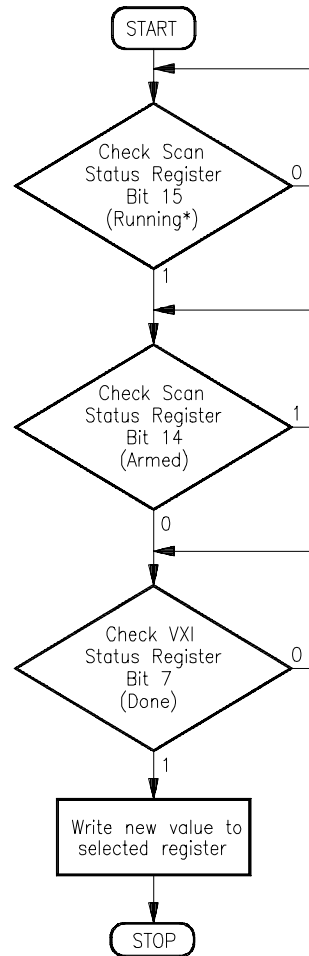 START
Check Scan
Status Register
Bit 15
(Running*)
0
1
Check Scan
Status Register
Bit 14
(Armed)
1
0
Check VXI
Status Register
Bit 7
(Done)
0
1
Write new value to
selected register
STOP